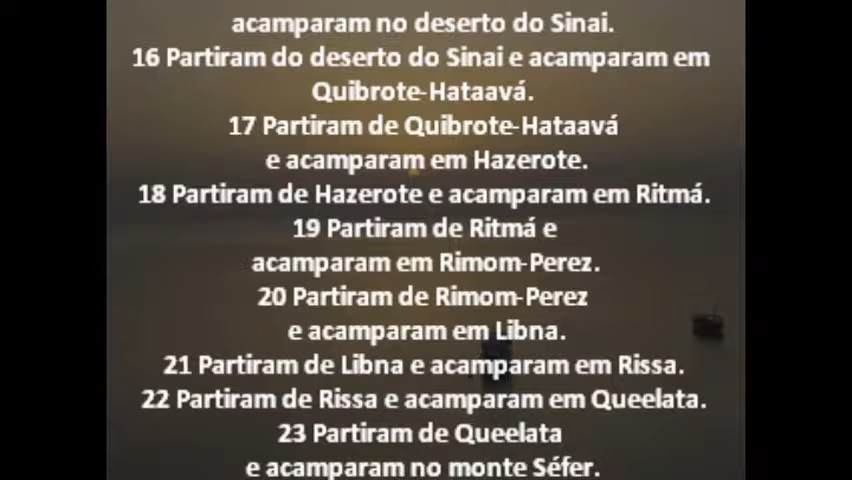 acamparam no deserto do Sinai.
16 Partiram do deserto do Sinai e acamparam em
Quibrote-Hataavá.
17 Partiram de Quibrote-Hataavá
e acamparam em Hazerote.
18 Partiram de Hazerote e acamparam em Ritmá.
19 Partiram de Ritmá e
acamparam em Rimom-Perez.
20 Partiram de Rimom-Perez
e acamparam em Libna.
21 Partiram de Libna e acamparam em Rissa.
22 Partiram de Rissa e acamparam em Queelata.
23 Partiram de Queelata
e acamparam no monte Séfer.